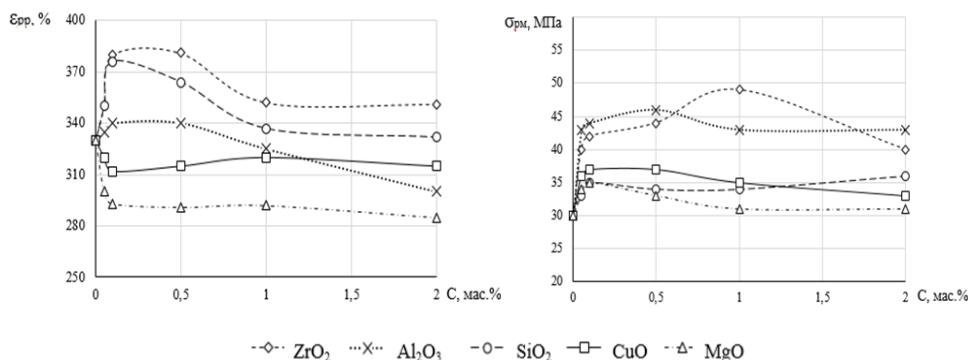 εрр, %
400
370
340
310
280
250
0
0,5
1
1,5
2
С, мас.%
σрм, МПа
55
50
45
40
35
30
25
20
0
0,5
1
1,5
2
С, мас.%
ZrO₂
Al₂O₃
SiO₂
CuO
MgO